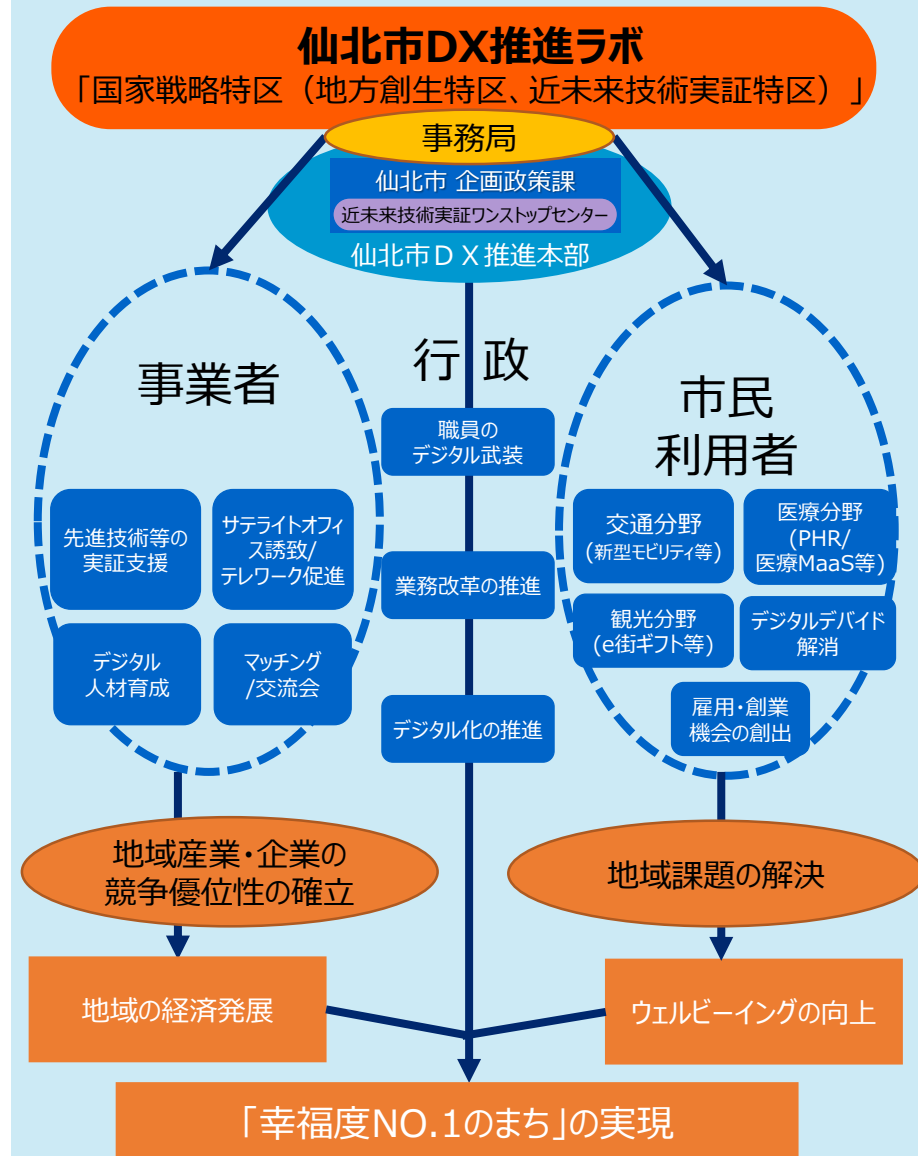 仙北市DX推進ラボ
「国家戦略特区（地方創生特区、近未来技術実証特区）」
事務局
仙北市 企画政策課
近未来技術実証ワンストップセンター
仙北市ＤＸ推進本部
事業者
先進技術等の
実証支援
サテライトオフィ
ス誘致/
テレワーク促進
デジタル
人材育成
マッチング
/交流会
行政
職員の
デジタル武装
業務改革の推進
デジタル化の推進
市民
利用者
交通分野
(新型モビリティ等)
医療分野
(PHR/
医療MaaS等)
観光分野
(e街ギフト等)
デジタルデバイド
解消
雇用・創業
機会の創出
地域産業・企業の
競争優位性の確立
地域課題の解決
地域の経済発展
ウェルビーイングの向上
「幸福度NO.1のまち」の実現